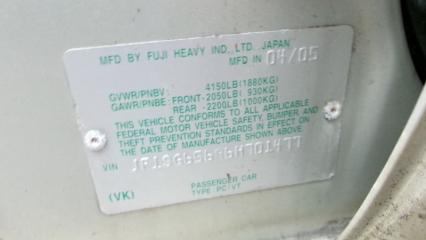 MFD BY FUJI HEAVY IND. LTD. JAPAN
MFD IN 04/05
GVWR/PNBV: 4150LB(1880KG)
GAWR/PNBE: FRONT-2050LB( 930KG)
REAR -2200LB(1000KG)
THIS VEHICLE CONFORMS TO ALL APPLICABLE
FEDERAL MOTOR VEHICLE SAFETY, BUMPER, AND
THEFT PREVENTION STANDARDS IN EFFECT ON
THE DATE OF MANUFACTURE SHOWN ABOVE
VIN
(VK)
PASSENGER CAR
TYPE PC/VT